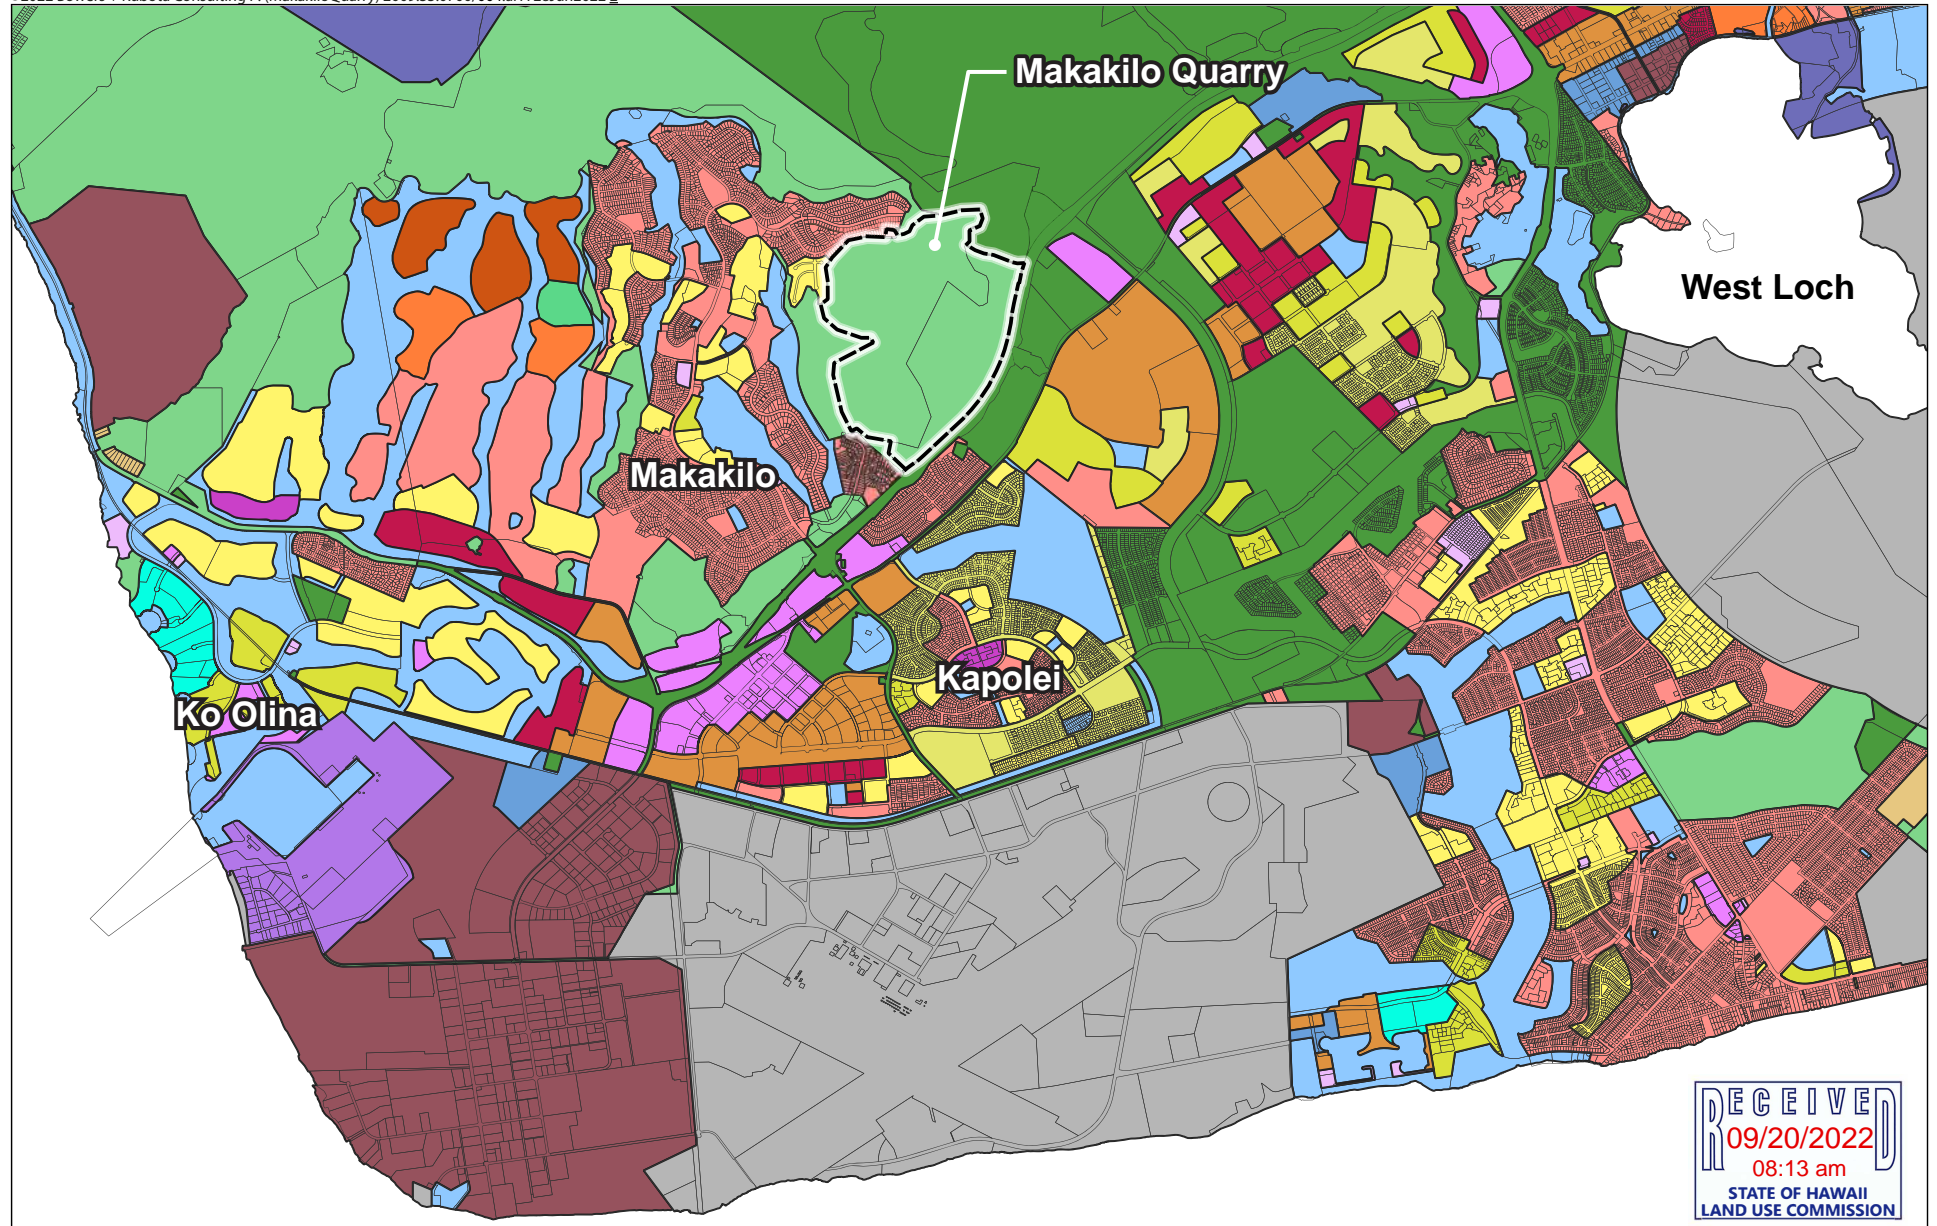 Makakilo Quarry
West Loch
Makakilo
Kapolei
Ko Olina
RECEIVED
09/20/2022
08:13 am
STATE OF HAWAII
LAND USE COMMISSION